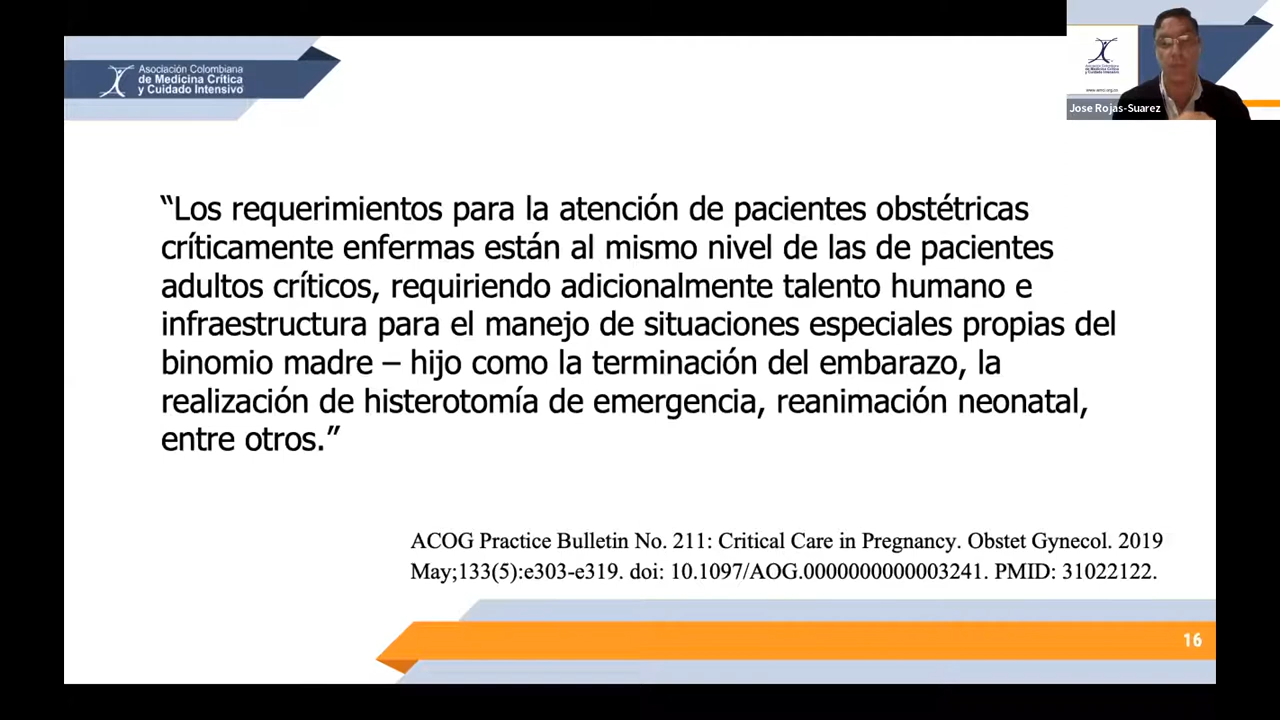 Asociación Colombiana
de Medicina Crítica
y Cuidado Intensivo
Jose Rojas-Suarez
“Los requerimientos para la atención de pacientes obstétricas
críticamente enfermas están al mismo nivel de las de pacientes
adultos críticos, requiriendo adicionalmente talento humano e
infraestructura para el manejo de situaciones especiales propias del
binomio madre – hijo como la terminación del embarazo, la
realización de histerotomía de emergencia, reanimación neonatal,
entre otros.”
ACOG Practice Bulletin No. 211: Critical Care in Pregnancy. Obstet Gynecol. 2019
May;133(5):e303-e319. doi: 10.1097/AOG.0000000000003241. PMID: 31022122.
16